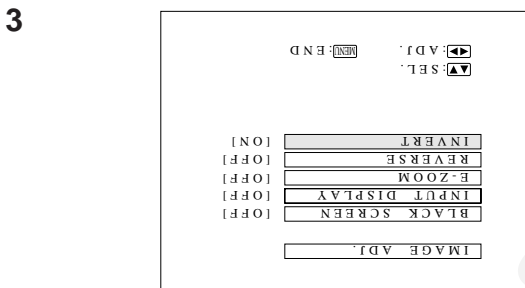 3
IMAGE ADJ.
BLACK SCREEN [OFF]
INPUT DISPLAY [OFF]
E-ZOOM [OFF]
REVERSE [OFF]
INVERT [ON]
▲▼:SEL.
◀▶:ADJ. MENU:END